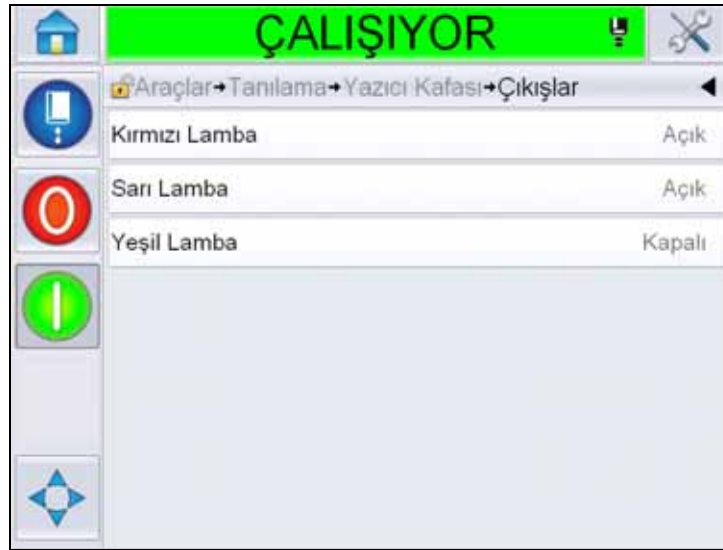 ÇALIŞIYOR
Araçlar→Tanılama→Yazıcı Kafası→Çıkışlar
Kırmızı Lamba Açık
Sarı Lamba Açık
Yeşil Lamba Kapalı